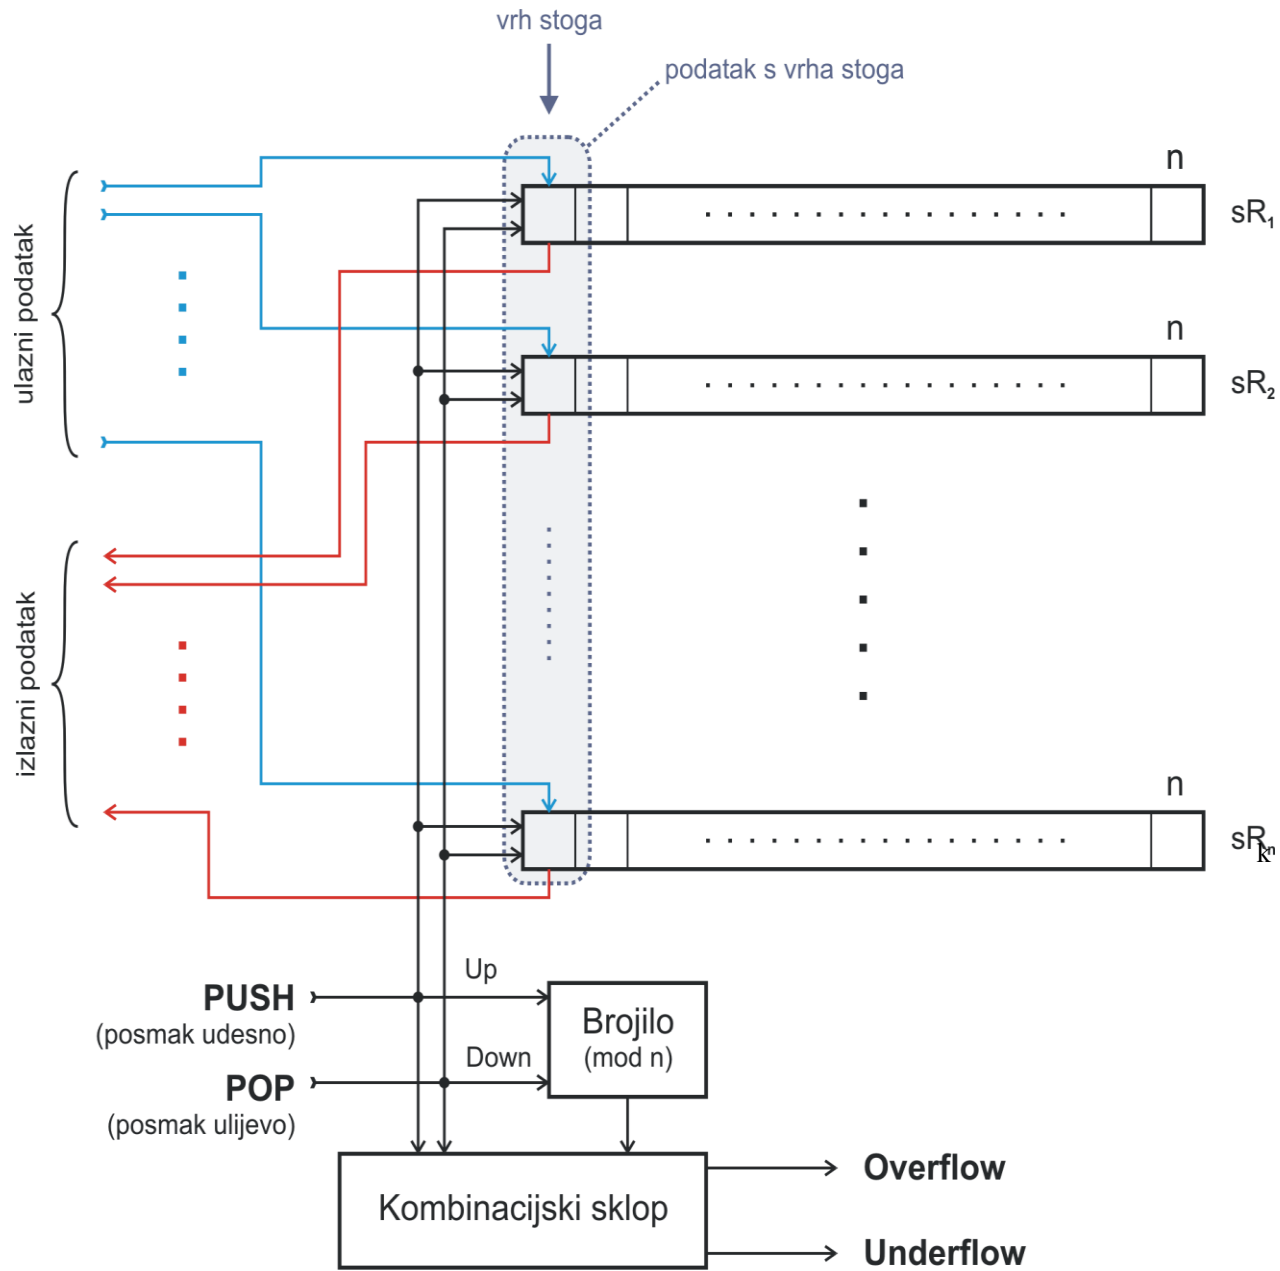 vrh stoga
podatak s vrha stoga
n
sR₁
ulazni podatak
n
sR₂
izlazni podatak
n
sRₖₙ
PUSH
(posmak udesno)
Up
Brojilo
(mod n)
POP
(posmak ulijevo)
Down
Kombinacijski sklop
Overflow
Underflow